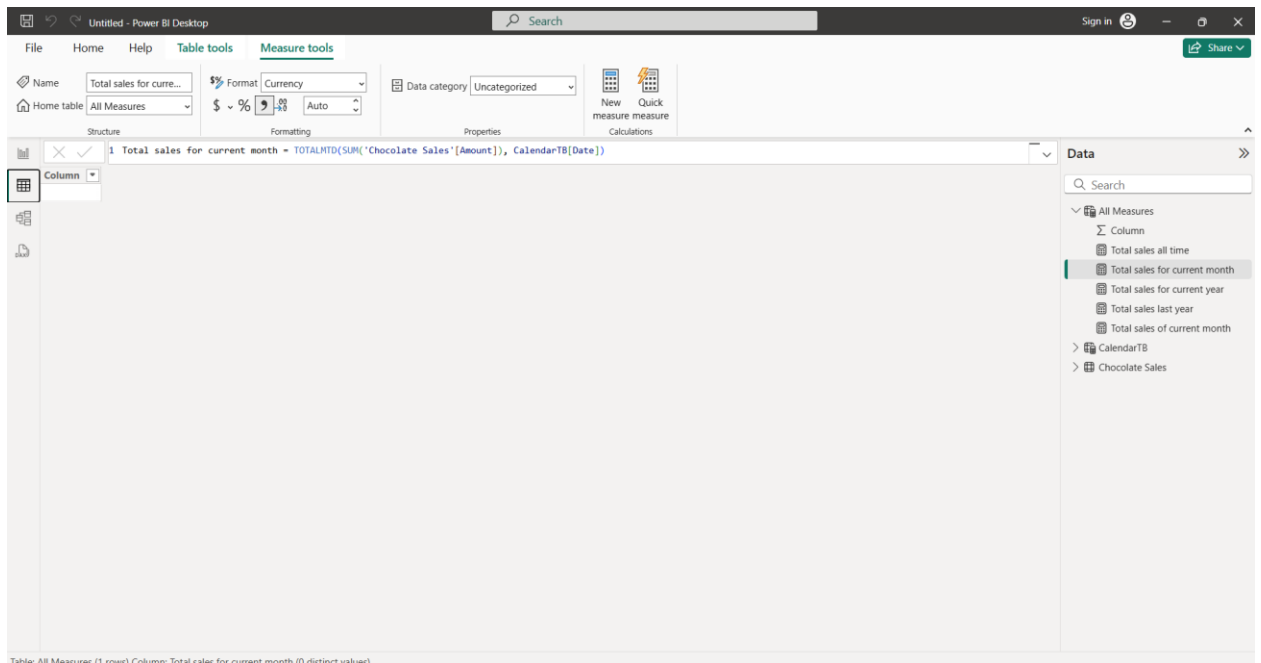 Untitled - Power BI Desktop
Search
Sign in
File Home Help Table tools Measure tools
Share
Name Total sales for curre...
$% Format Currency
Data category Uncategorized
New measure
Quick measure
Home table All Measures
$ % 9 .00 Auto
Structure
Formatting
Properties
Calculations
1 Total sales for current month = TOTALMTD(SUM('Chocolate Sales'[Amount]), CalendarTB[Date])
Column
Data
Search
All Measures
Column
Total sales all time
Total sales for current month
Total sales for current year
Total sales last year
Total sales of current month
CalendarTB
Chocolate Sales
Table: All Measures (1 rows) Column: Total sales for current month (0 distinct values)